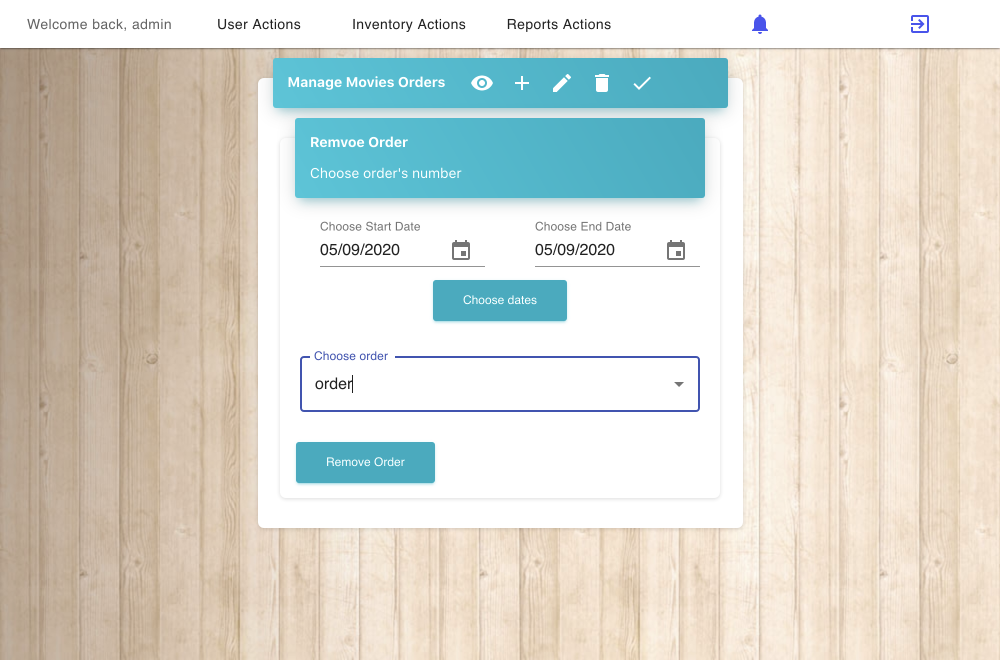 Welcome back, admin User Actions Inventory Actions Reports Actions
Manage Movies Orders
Remvoe Order
Choose order's number
Choose Start Date Choose End Date
05/09/2020 05/09/2020
Choose dates
Choose order
order
Remove Order